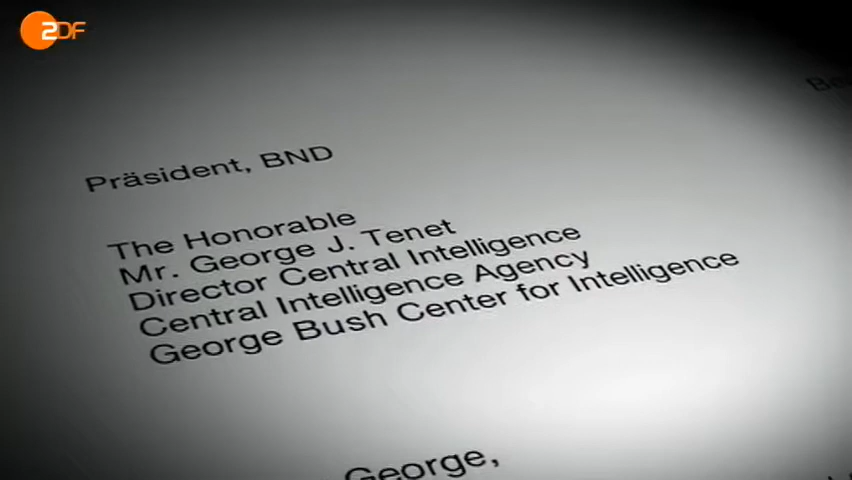 ZDF
Präsident, BND
The Honorable
Mr. George J. Tenet
Director Central Intelligence
Central Intelligence Agency
George Bush Center for Intelligence
George,